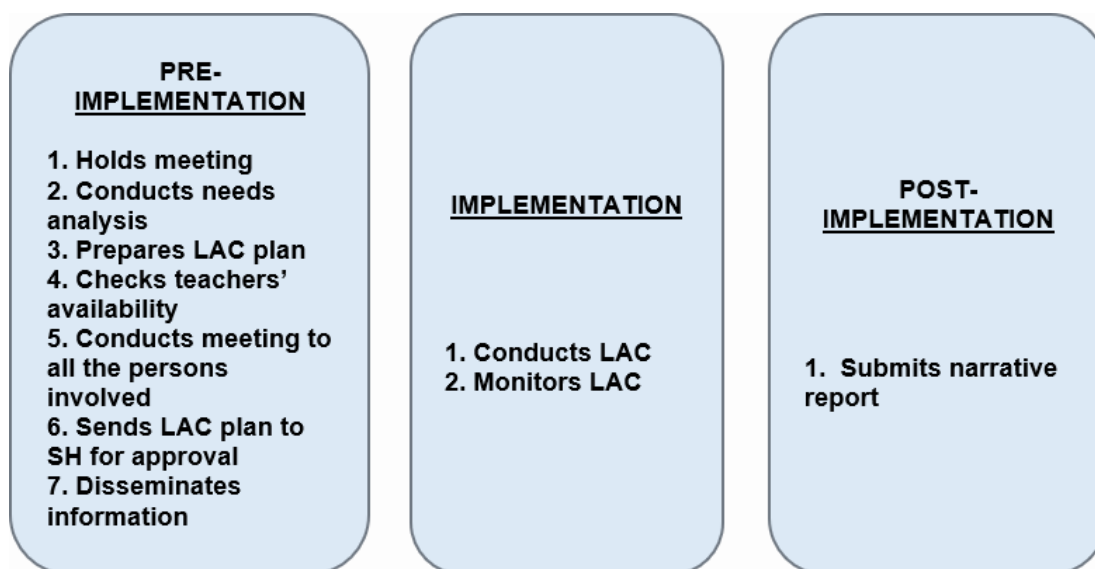 PRE-
IMPLEMENTATION
1. Holds meeting
2. Conducts needs
analysis
3. Prepares LAC plan
4. Checks teachers’
availability
5. Conducts meeting to
all the persons
involved
6. Sends LAC plan to
SH for approval
7. Disseminates
information
IMPLEMENTATION
1. Conducts LAC
2. Monitors LAC
POST-
IMPLEMENTATION
1. Submits narrative
report